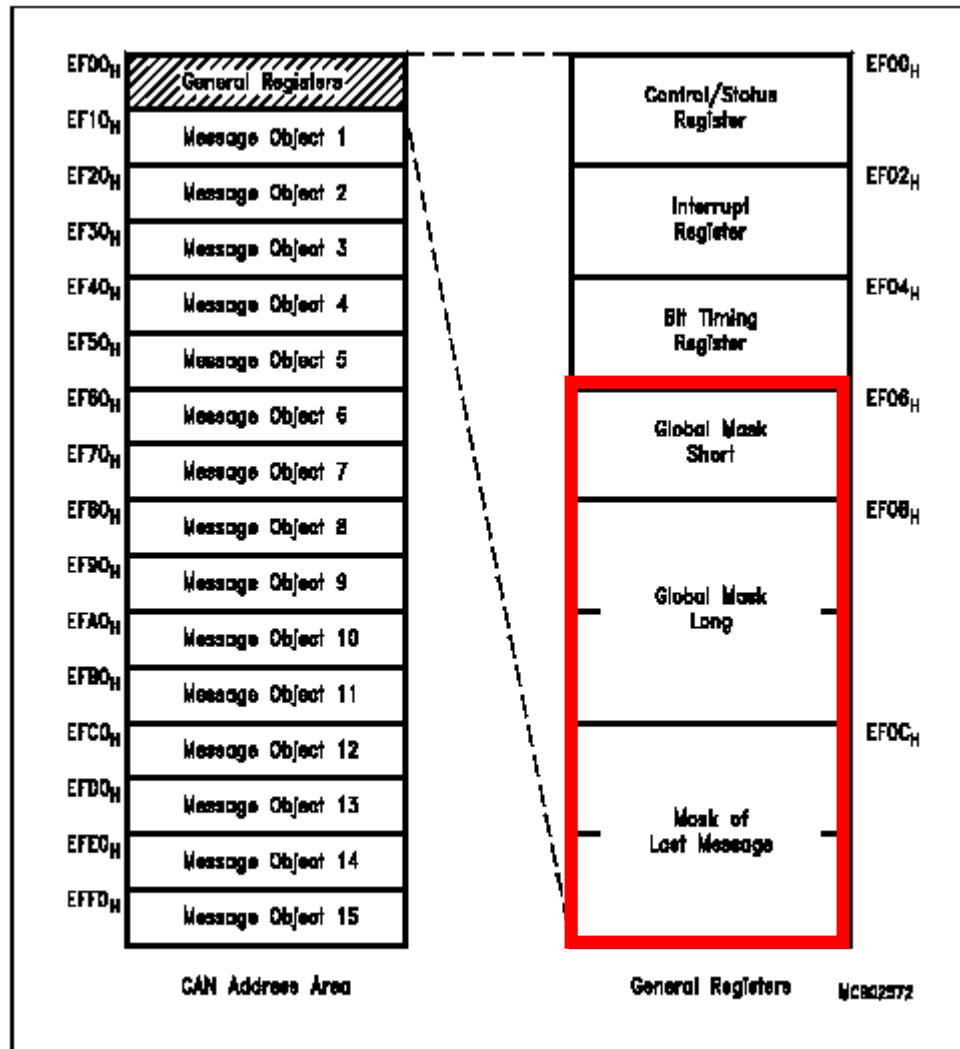 EF00H
General Registers
EF10H
Message Object 1
EF20H
Message Object 2
EF30H
Message Object 3
EF40H
Message Object 4
EF50H
Message Object 5
EF60H
Message Object 6
EF70H
Message Object 7
EF80H
Message Object 8
EF90H
Message Object 9
EFA0H
Message Object 10
EFB0H
Message Object 11
EFC0H
Message Object 12
EFD0H
Message Object 13
EFE0H
Message Object 14
EFF0H
Message Object 15
CAN Address Area
EF00H
Control/Status
Register
EF02H
Interrupt
Register
EF04H
Bit Timing
Register
EF06H
Global Mask
Short
EF08H
Global Mask
Long
EF0CH
Mask of
Last Message
General Registers